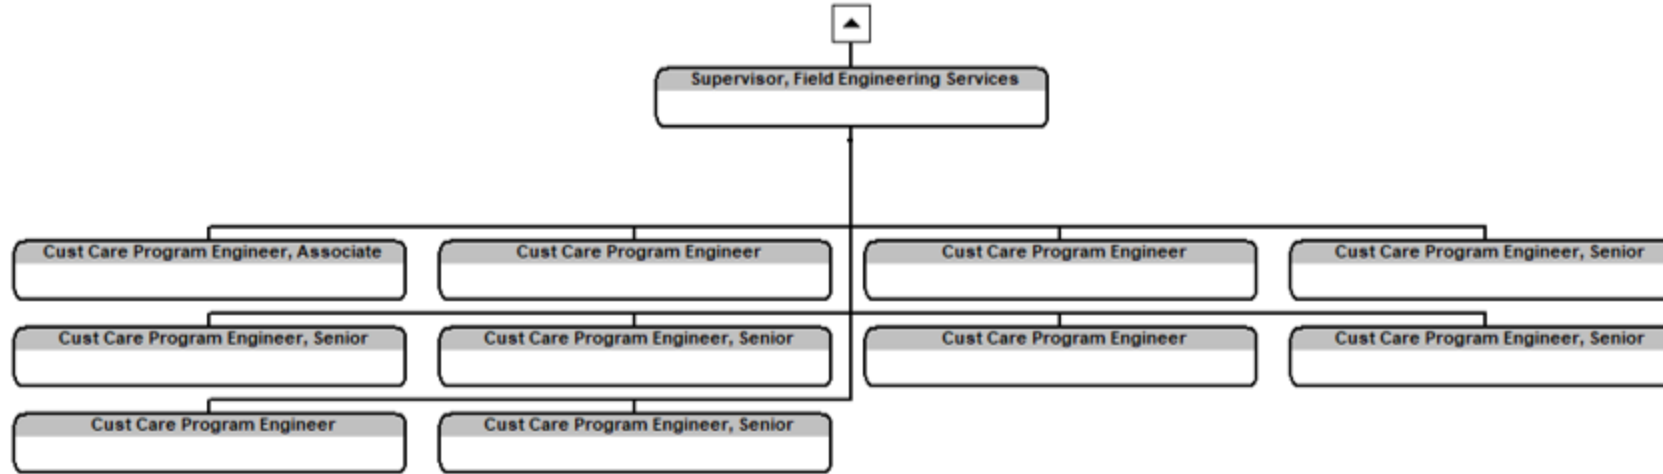 Supervisor, Field Engineering Services
Cust Care Program Engineer, Associate
Cust Care Program Engineer
Cust Care Program Engineer
Cust Care Program Engineer, Senior
Cust Care Program Engineer, Senior
Cust Care Program Engineer, Senior
Cust Care Program Engineer
Cust Care Program Engineer, Senior
Cust Care Program Engineer
Cust Care Program Engineer, Senior